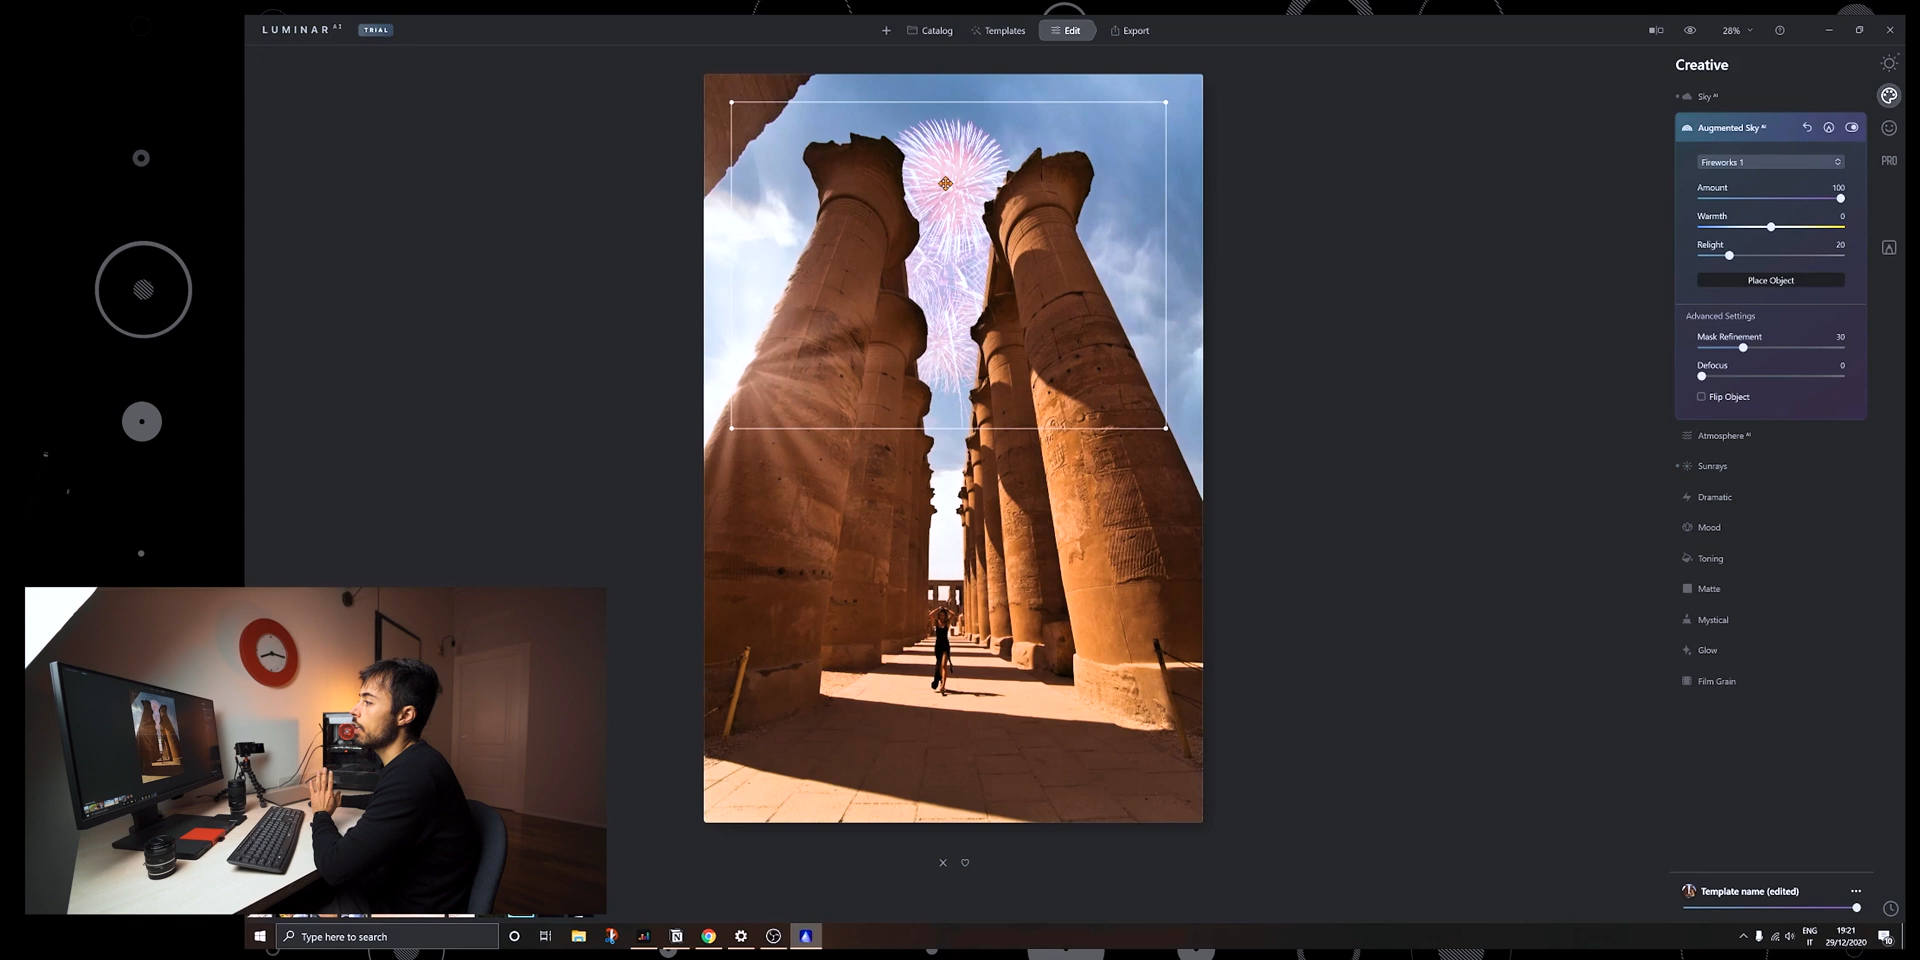 LUMINAR AI
TRIAL
Catalog
Templates
Edit
Export
28%
Creative
Sky AI
Augmented Sky AI
Fireworks 1
Amount 100
Warmth 0
Relight 20
Place Object
Advanced Settings
Mask Refinement 30
Defocus 0
Flip Object
Atmosphere AI
Sunrays
Dramatic
Mood
Toning
Matte
Mystical
Glow
Film Grain
PRO
Template name (edited)
Type here to search
ENG
IT
19:21
29/12/2020